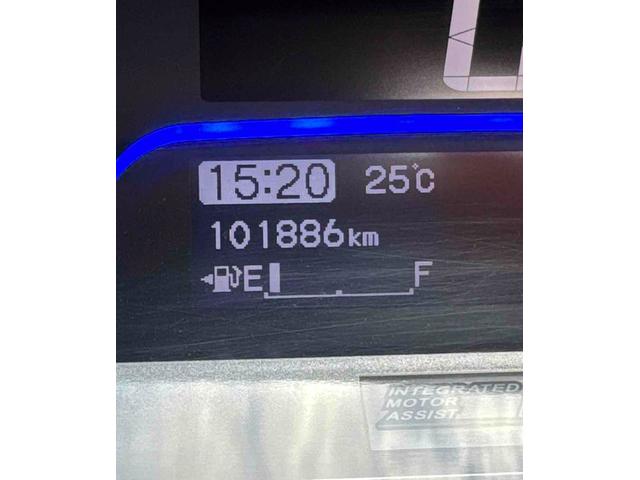 15:20 25°C
101886km
E F
INTEGRATED
MOTOR
ASSIST